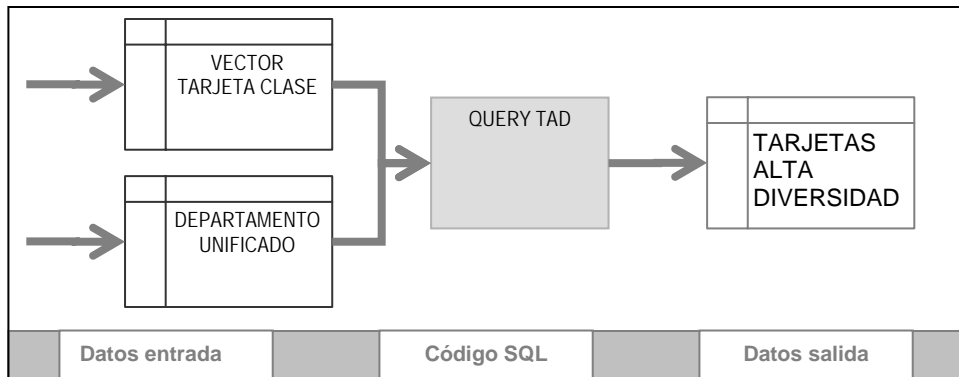 VECTOR
TARJETA CLASE
QUERY TAD
TARJETAS
ALTA
DIVERSIDAD
DEPARTAMENTO
UNIFICADO
Datos entrada
Código SQL
Datos salida